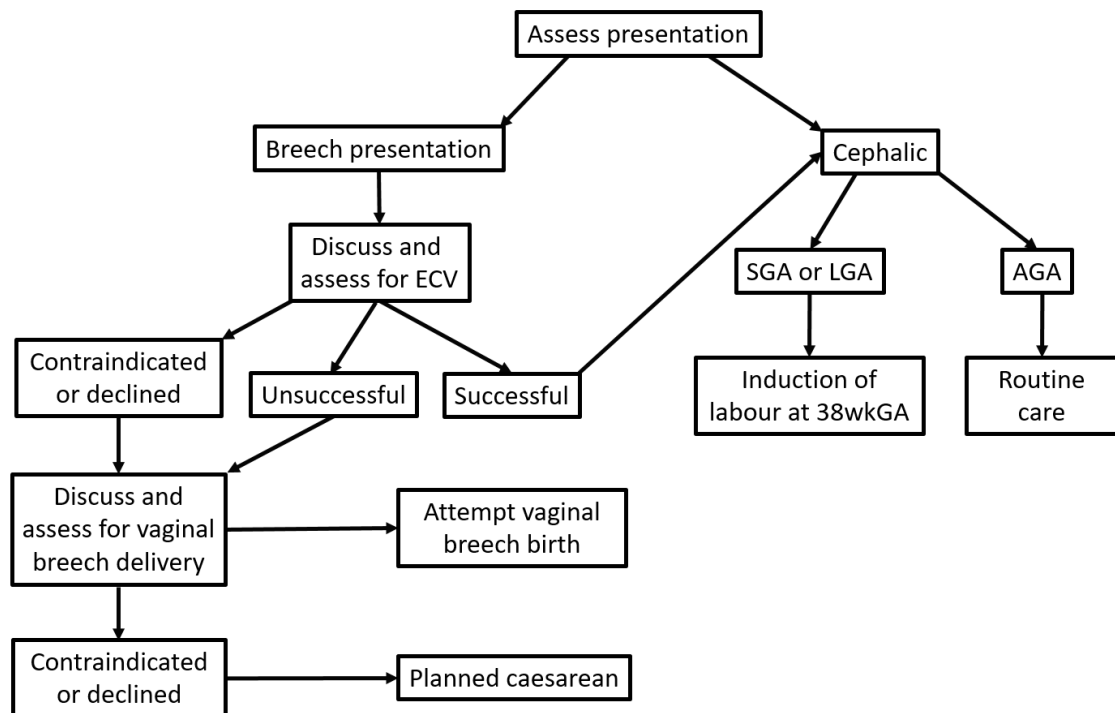 Assess presentation
Breech presentation
Cephalic
Discuss and
assess for ECV
SGA or LGA
AGA
Contraindicated
or declined
Unsuccessful
Successful
Induction of
labour at 38wkGA
Routine
care
Discuss and
assess for vaginal
breech delivery
Attempt vaginal
breech birth
Contraindicated
or declined
Planned caesarean